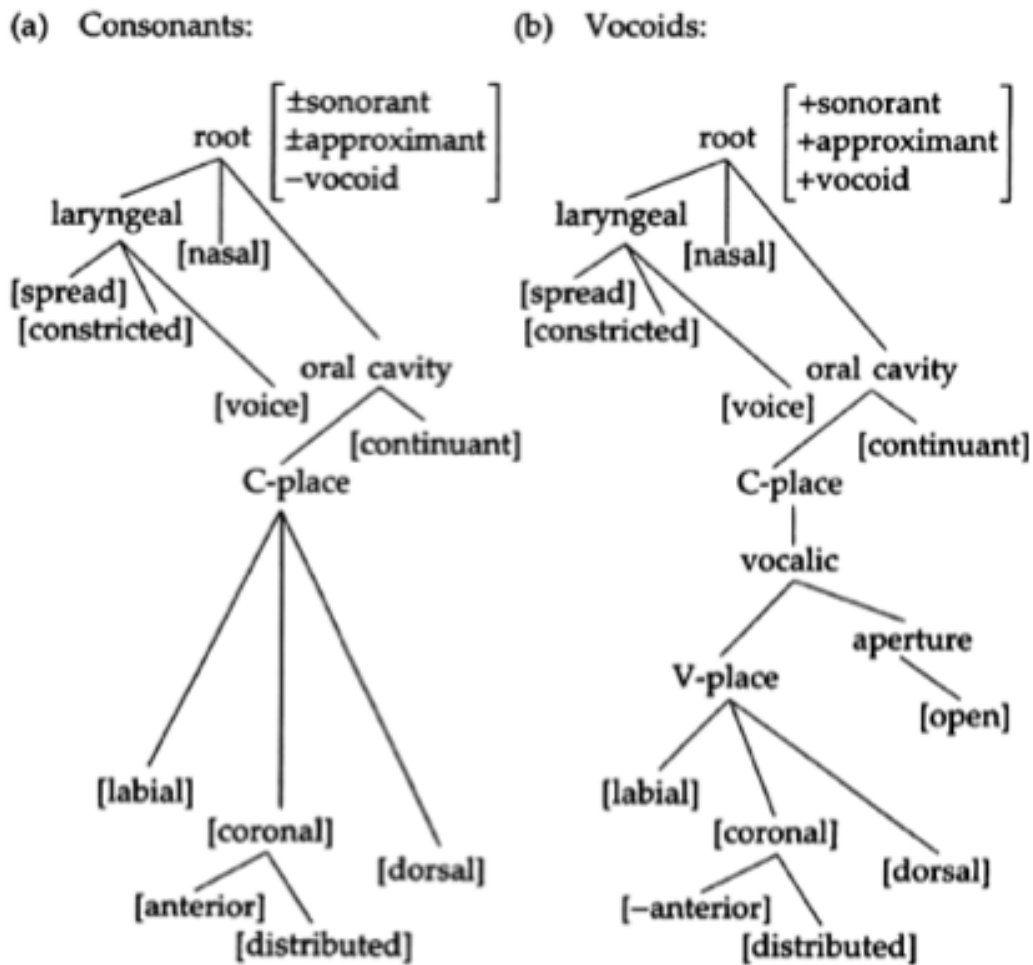 (a) Consonants:
root
±sonorant
±approximant
−vocoid
laryngeal
[nasal]
[spread]
[constricted]
oral cavity
[voice]
[continuant]
C-place
[labial]
[coronal]
[dorsal]
[anterior]
[distributed]
(b) Vocoids:
root
+sonorant
+approximant
+vocoid
laryngeal
[nasal]
[spread]
[constricted]
oral cavity
[voice]
[continuant]
C-place
vocalic
aperture
V-place
[open]
[labial]
[coronal]
[dorsal]
[−anterior]
[distributed]